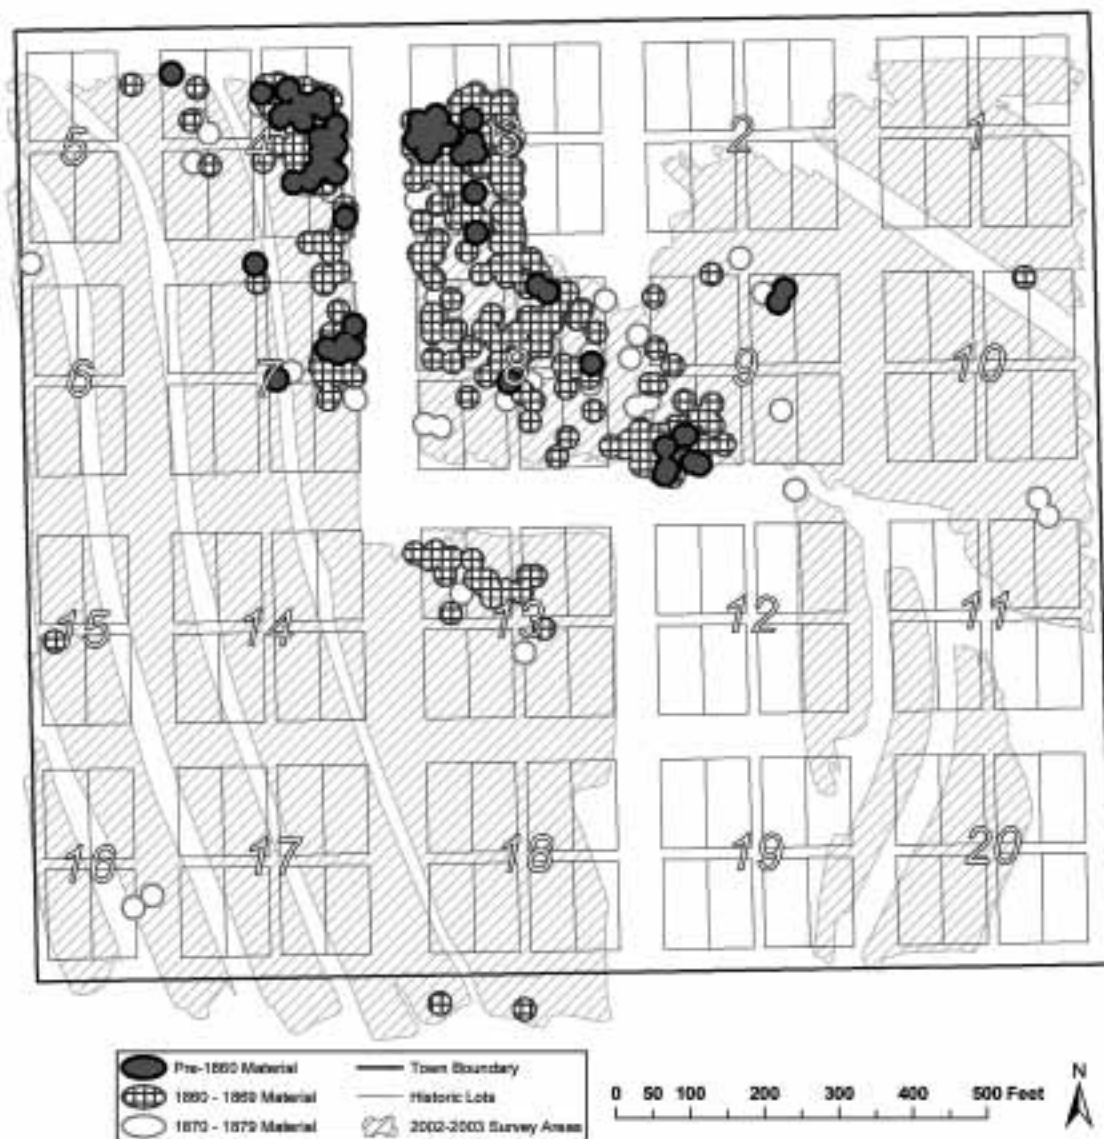 5 4 3 2 1
6 7 8 9 10
15 14 13 12 11
16 17 18 19 20
Pre-1860 Material
1860 - 1869 Material
1870 - 1879 Material
Town Boundary
Historic Lots
2002-2003 Survey Areas
0 50 100 200 300 400 500 Feet
N